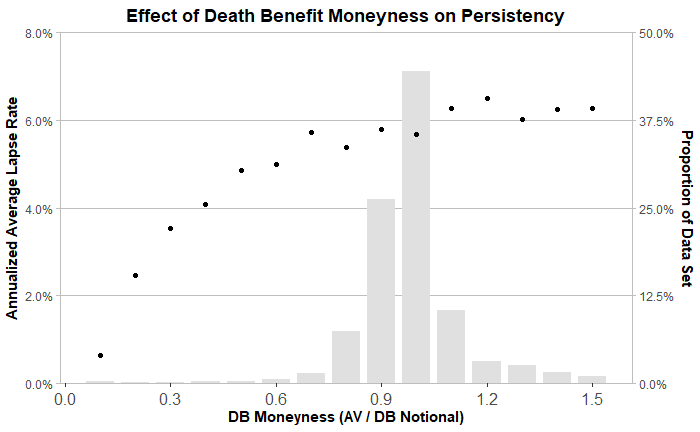 Effect of Death Benefit Moneyness on Persistency
Annualized Average Lapse Rate
8.0%
6.0%
4.0%
2.0%
0.0%
50.0%
37.5%
25.0%
12.5%
0.0%
Proportion of Data Set
0.0 0.3 0.6 0.9 1.2 1.5
DB Moneyness (AV / DB Notional)